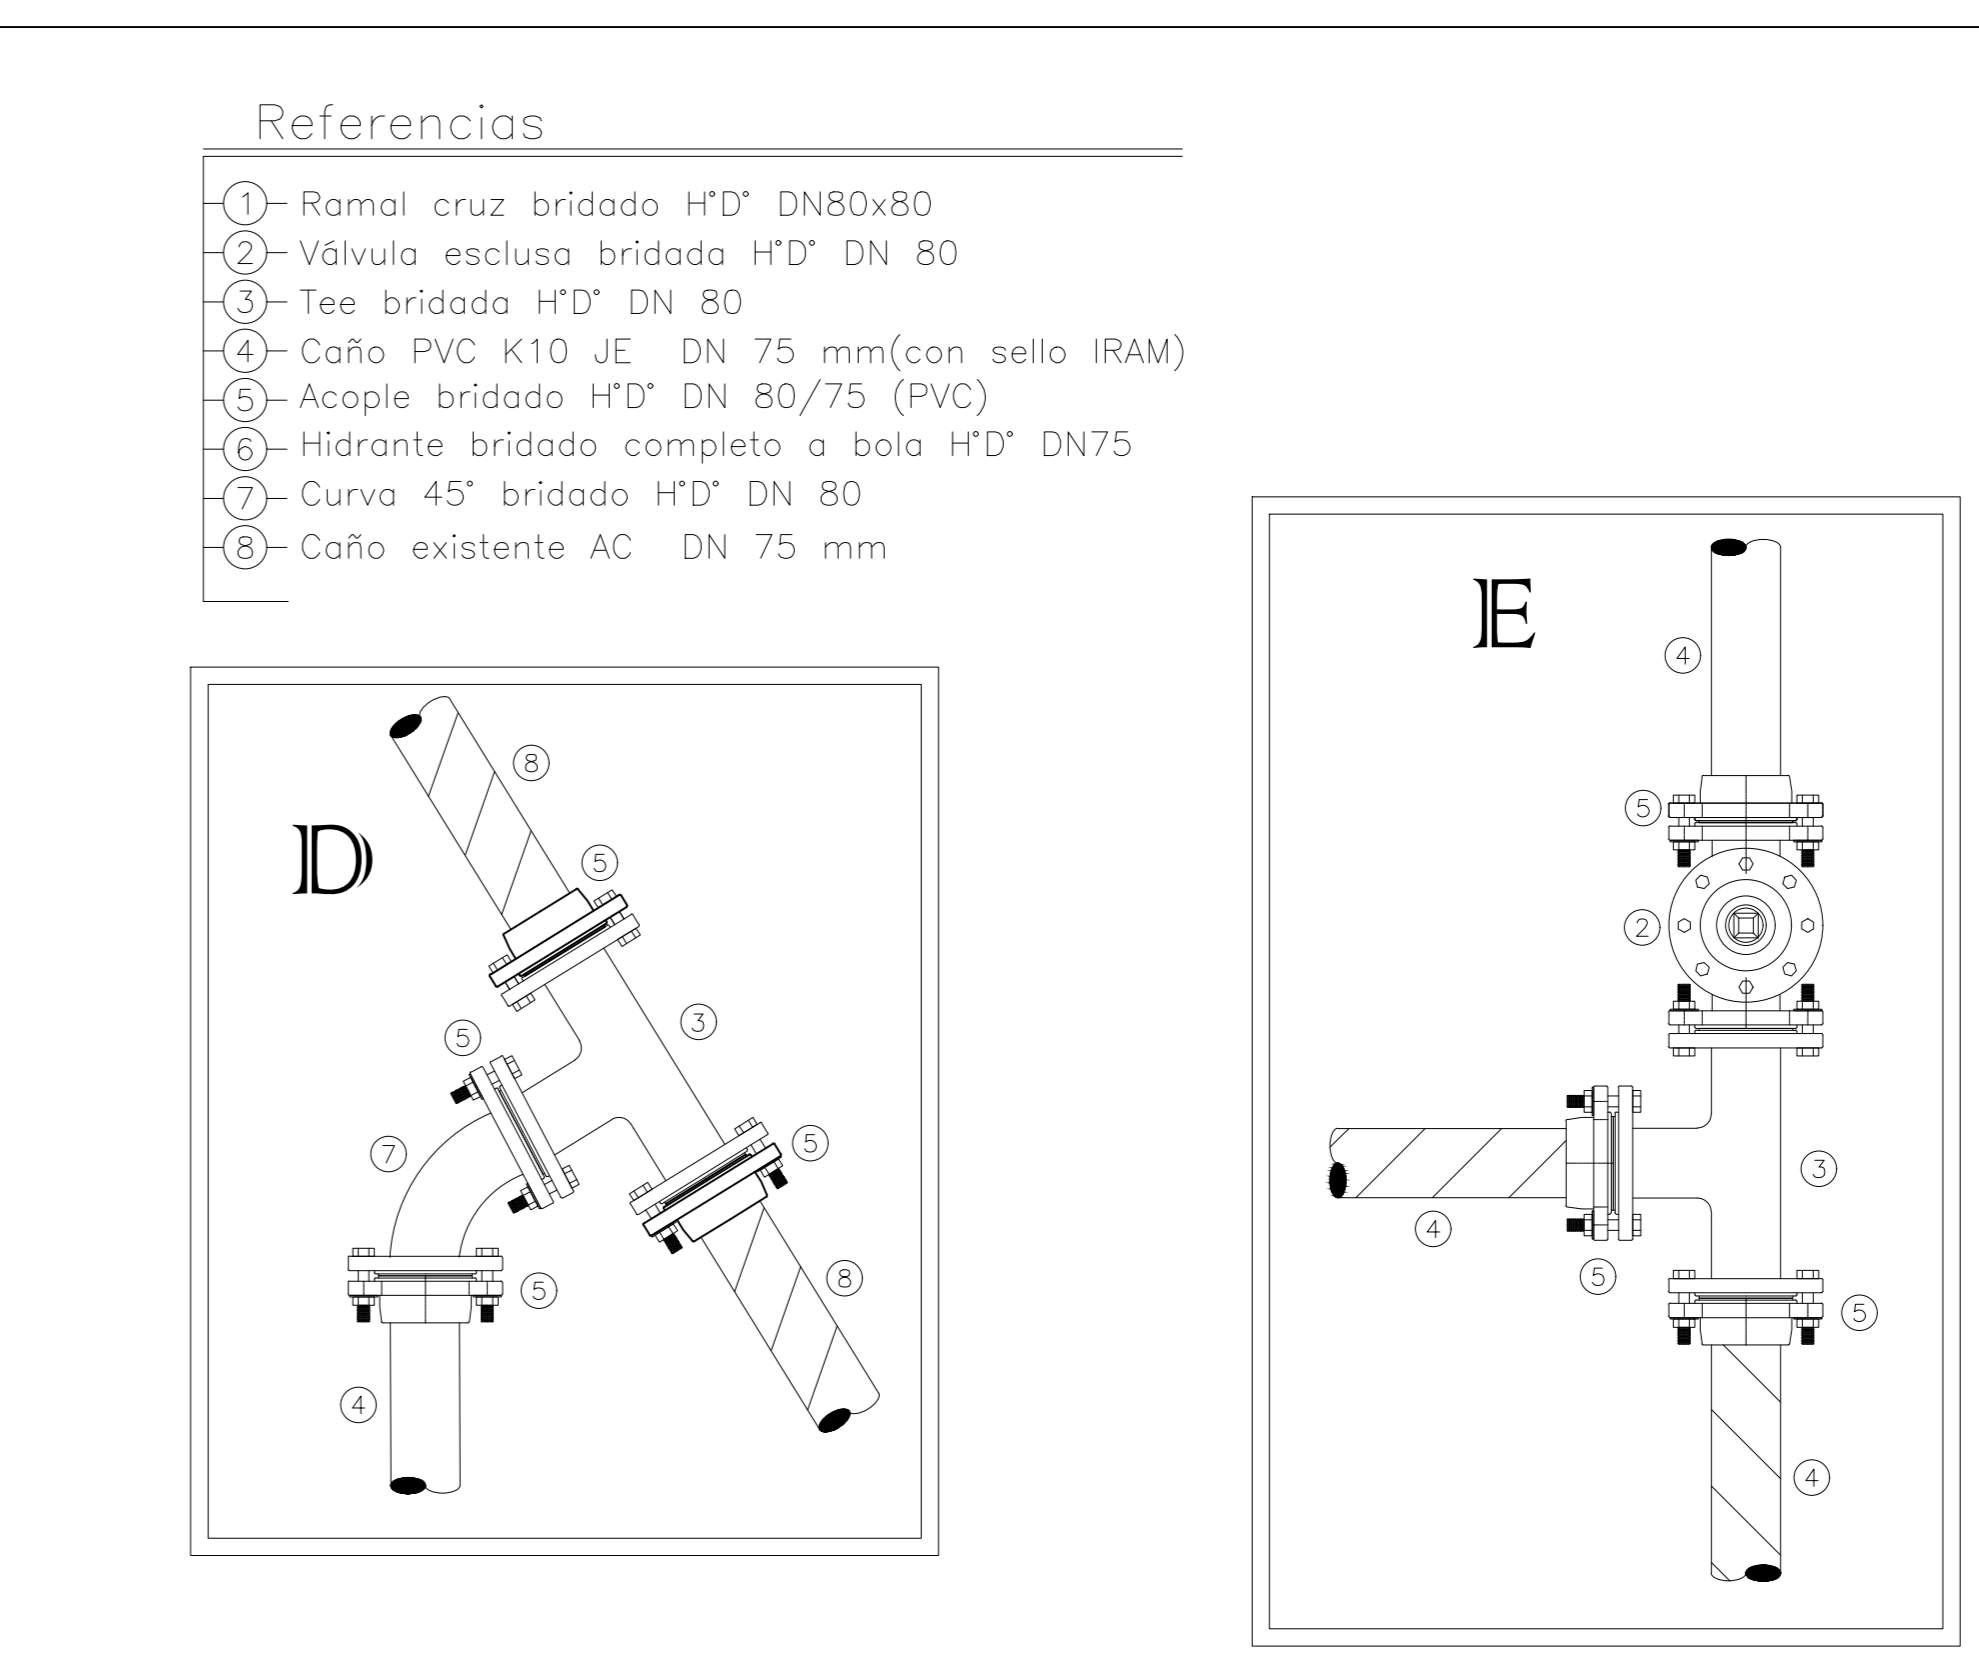 Referencias
1 Ramal cruz bridado H°D° DN80x80
2 Válvula esclusa bridada H°D° DN 80
3 Tee bridada H°D° DN 80
4 Caño PVC K10 JE DN 75 mm(con sello IRAM)
5 Acople bridado H°D° DN 80/75 (PVC)
6 Hidrante bridado completo a bola H°D° DN75
7 Curva 45° bridado H°D° DN 80
8 Caño existente AC DN 75 mm
D
8
5
3
5
5
7
8
5
4
E
4
5
2
3
4
5
5
4